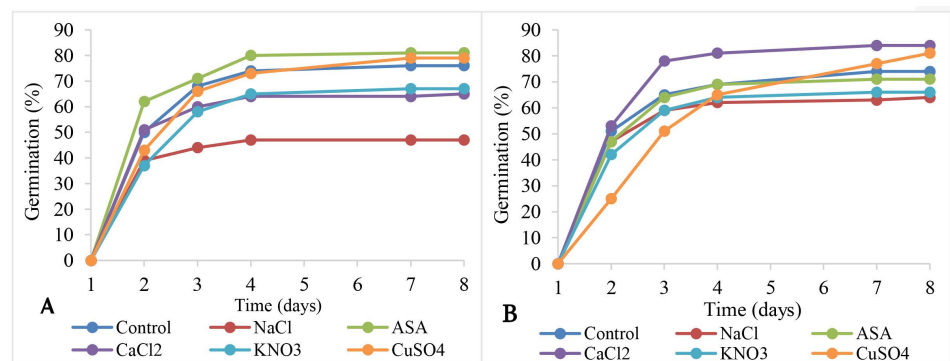 90
80
70
60
50
40
30
20
10
0
Germination (%)
1 2 3 4 5 6 7 8
Time (days)
A
Control NaCl ASA
CaCl2 KNO3 CuSO4
90
80
70
60
50
40
30
20
10
0
Germination (%)
1 2 3 4 5 6 7 8
Time (days)
B
Control NaCl ASA
CaCl2 KNO3 CuSO4